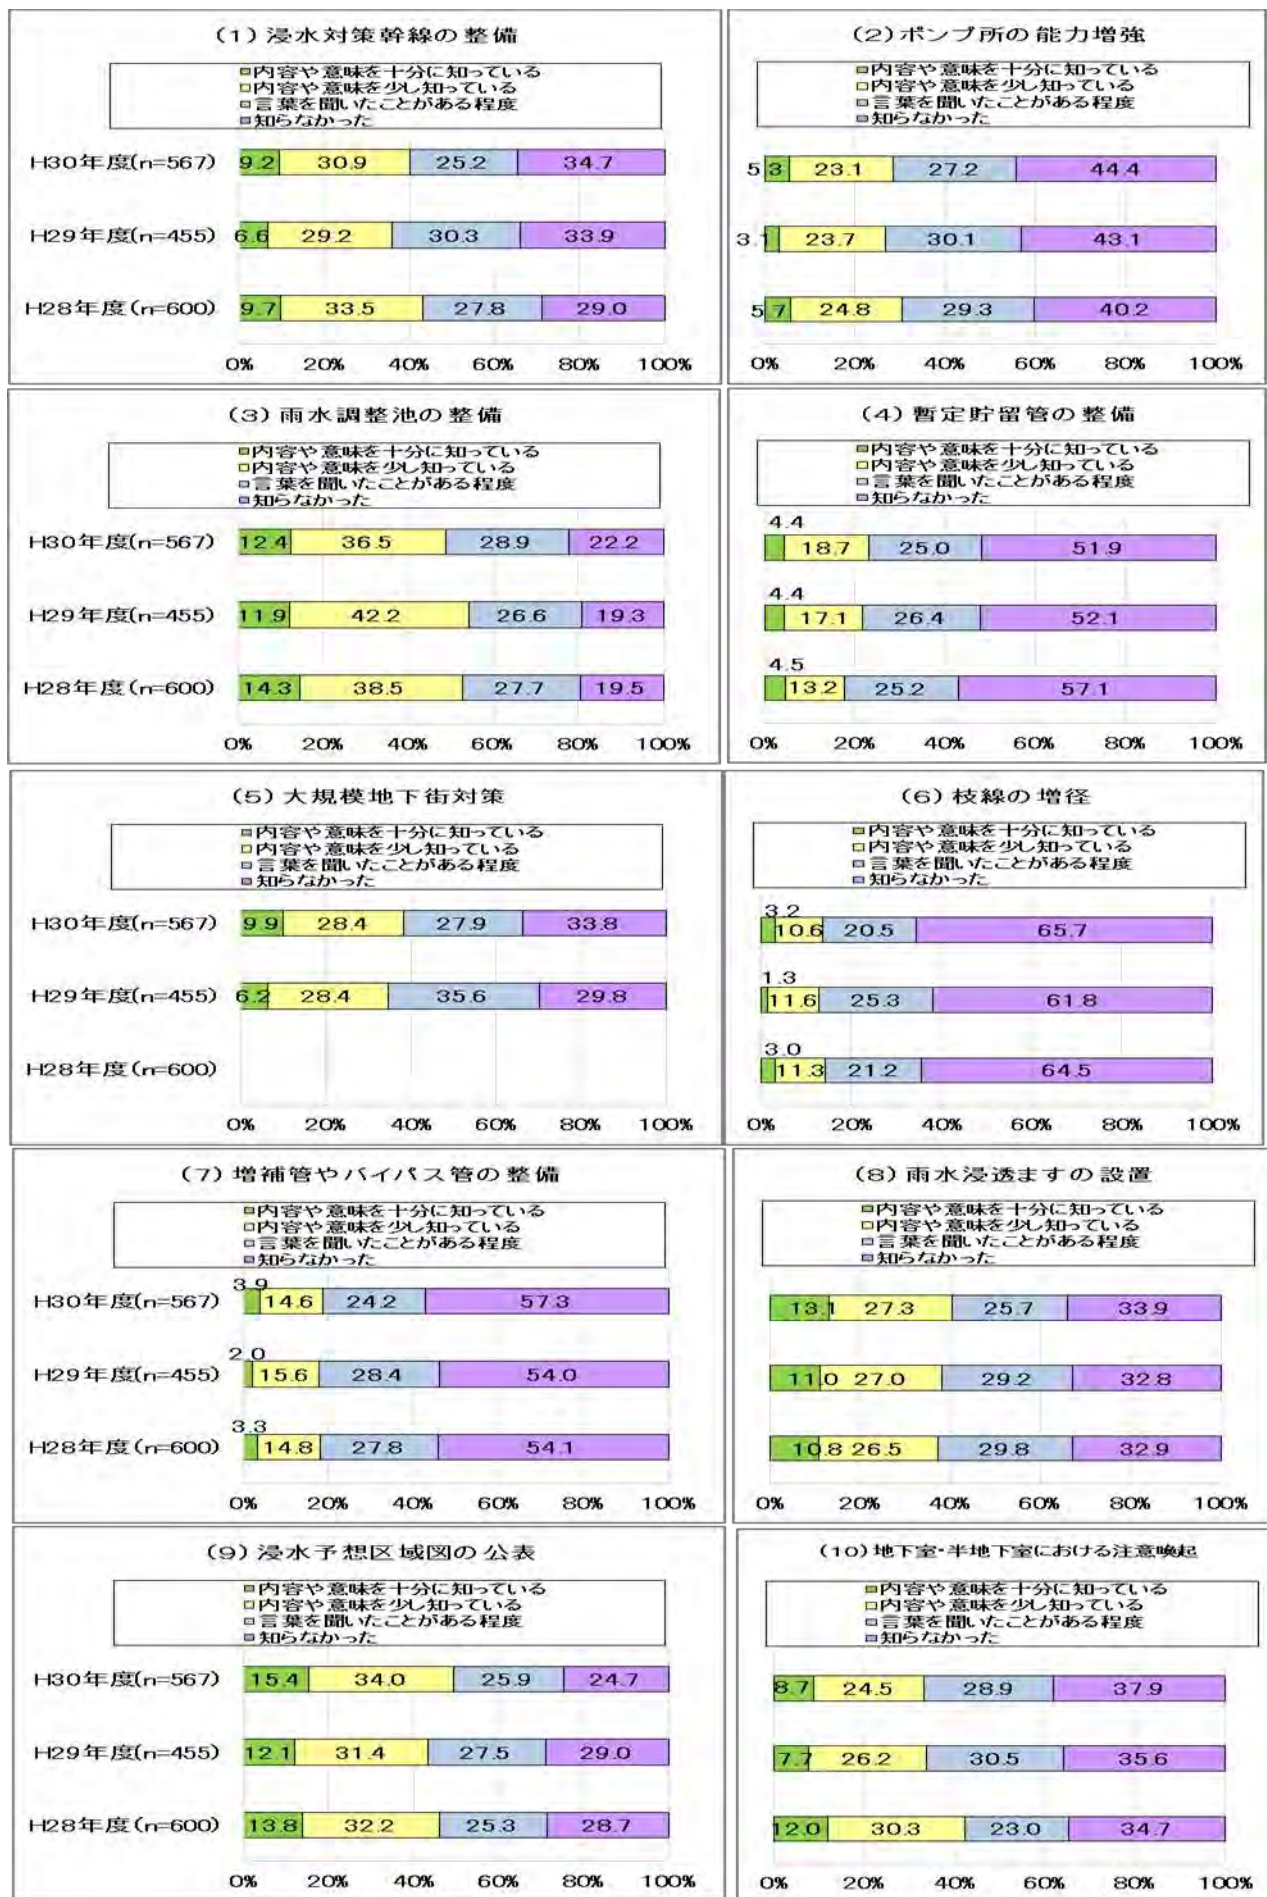 (1)浸水対策幹線の整備
■内容や意味を十分に知っている
□内容や意味を少し知っている
□言葉を聞いたことがある程度
■知らなかった
H30年度(n=567) 9.2 30.9 25.2 34.7
H29年度(n=455) 6.6 29.2 30.3 33.9
H28年度(n=600) 9.7 33.5 27.8 29.0
0% 20% 40% 60% 80% 100%
(2)ポンプ所の能力増強
■内容や意味を十分に知っている
□内容や意味を少し知っている
□言葉を聞いたことがある程度
□知らなかった
5.3 23.1 27.2 44.4
3.1 23.7 30.1 43.1
5.7 24.8 29.3 40.2
0% 20% 40% 60% 80% 100%
(3)雨水調整池の整備
■内容や意味を十分に知っている
□内容や意味を少し知っている
□言葉を聞いたことがある程度
□知らなかった
H30年度(n=567) 12.4 36.5 28.9 22.2
H29年度(n=455) 11.9 42.2 26.6 19.3
H28年度(n=600) 14.3 38.5 27.7 19.5
0% 20% 40% 60% 80% 100%
(4)暫定貯留管の整備
■内容や意味を十分に知っている
□内容や意味を少し知っている
□言葉を聞いたことがある程度
□知らなかった
4.4 18.7 25.0 51.9
4.4 17.1 26.4 52.1
4.5 13.2 25.2 57.1
0% 20% 40% 60% 80% 100%
(5)大規模地下街対策
■内容や意味を十分に知っている
□内容や意味を少し知っている
□言葉を聞いたことがある程度
■知らなかった
H30年度(n=567) 9.9 28.4 27.9 33.8
H29年度(n=455) 6.2 28.4 35.6 29.8
H28年度(n=600)
0% 20% 40% 60% 80% 100%
(6)枝線の増径
■内容や意味を十分に知っている
□内容や意味を少し知っている
□言葉を聞いたことがある程度
□知らなかった
3.2 10.6 20.5 65.7
1.3 11.6 25.3 61.8
3.0 11.3 21.2 64.5
0% 20% 40% 60% 80% 100%
(7)増補管やバイパス管の整備
■内容や意味を十分に知っている
□内容や意味を少し知っている
□言葉を聞いたことがある程度
□知らなかった
H30年度(n=567) 3.9 14.6 24.2 57.3
H29年度(n=455) 2.0 15.6 28.4 54.0
H28年度(n=600) 3.3 14.8 27.8 54.1
0% 20% 40% 60% 80% 100%
(8)雨水浸透ますの設置
■内容や意味を十分に知っている
□内容や意味を少し知っている
□言葉を聞いたことがある程度
□知らなかった
13.1 27.3 25.7 33.9
11.0 27.0 29.2 32.8
10.8 26.5 29.8 32.9
0% 20% 40% 60% 80% 100%
(9)浸水予想区域図の公表
■内容や意味を十分に知っている
□内容や意味を少し知っている
□言葉を聞いたことがある程度
■知らなかった
H30年度(n=567) 15.4 34.0 25.9 24.7
H29年度(n=455) 12.1 31.4 27.5 29.0
H28年度(n=600) 13.8 32.2 25.3 28.7
0% 20% 40% 60% 80% 100%
(10)地下室・半地下室における注意喚起
■内容や意味を十分に知っている
□内容や意味を少し知っている
□言葉を聞いたことがある程度
□知らなかった
8.7 24.5 28.9 37.9
7.7 26.2 30.5 35.6
12.0 30.3 23.0 34.7
0% 20% 40% 60% 80% 100%